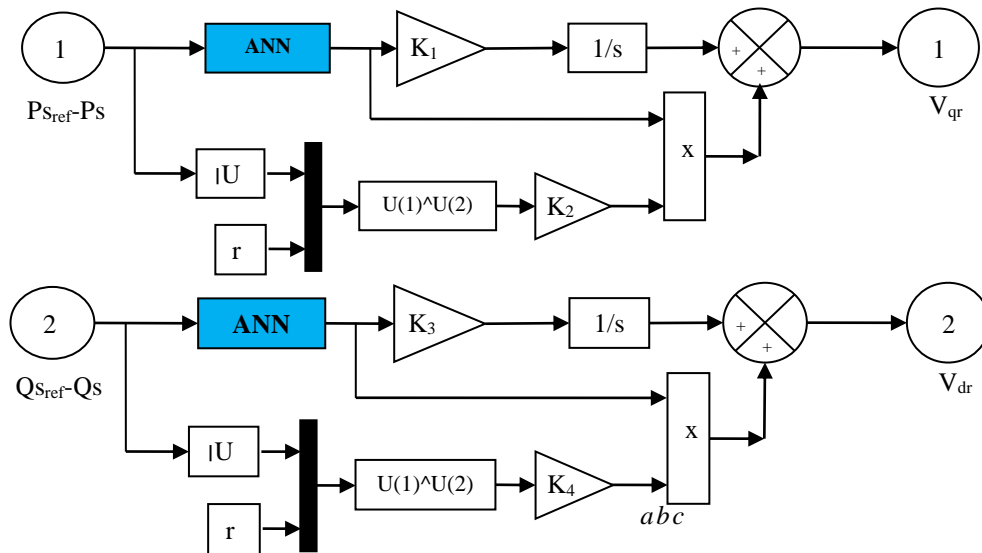 1
ANN
K1
1/s
+
+
1
Psref-Ps
Vqr
x
|U
U(1)^U(2)
K2
r
2
ANN
K3
1/s
+
+
2
Qsref-Qs
Vdr
x
|U
U(1)^U(2)
K4
abc
r